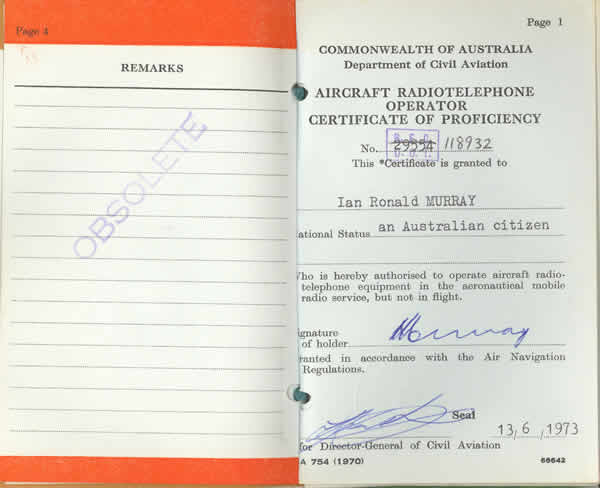 Page 4
REMARKS
OBSOLETE
Page 1
COMMONWEALTH OF AUSTRALIA
Department of Civil Aviation
AIRCRAFT RADIOTELEPHONE
OPERATOR
CERTIFICATE OF PROFICIENCY
No. 29554 118932
This *Certificate is granted to
Ian Ronald MURRAY
ational Status an Australian citizen
ho is hereby authorised to operate aircraft radio-
telephone equipment in the aeronautical mobile
radio service, but not in flight.
ignature
of holder
ranted in accordance with the Air Navigation
Regulations.
Seal
13, 6, 1973
for Director-General of Civil Aviation
A 754 (1970)